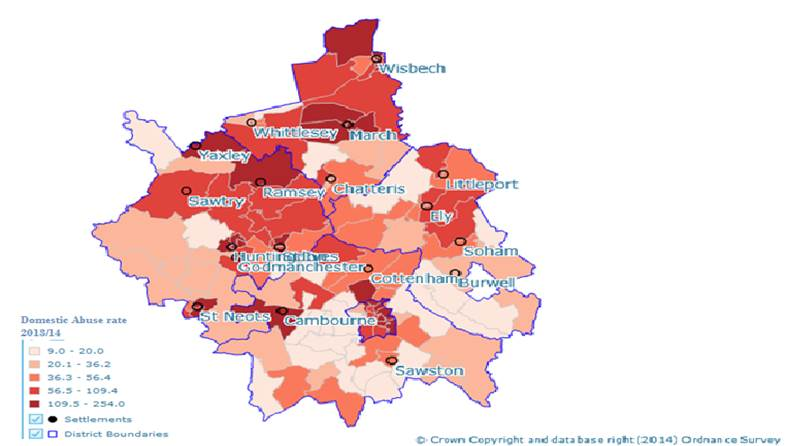 Wisbech
Whittlesey
March
Yaxley
Ramsey
Chatteris
Littleport
Sawtry
Ely
Soham
Huntingdon
Godmanchester
Cottenham
Burwell
St Neots
Cambourne
Sawston
Domestic Abuse rate
2013/14
9.0 - 20.0
20.1 - 36.2
36.3 - 56.4
56.5 - 109.4
109.5 - 254.0
Settlements
District Boundaries
© Crown Copyright and database right (2014) Ordnance Survey